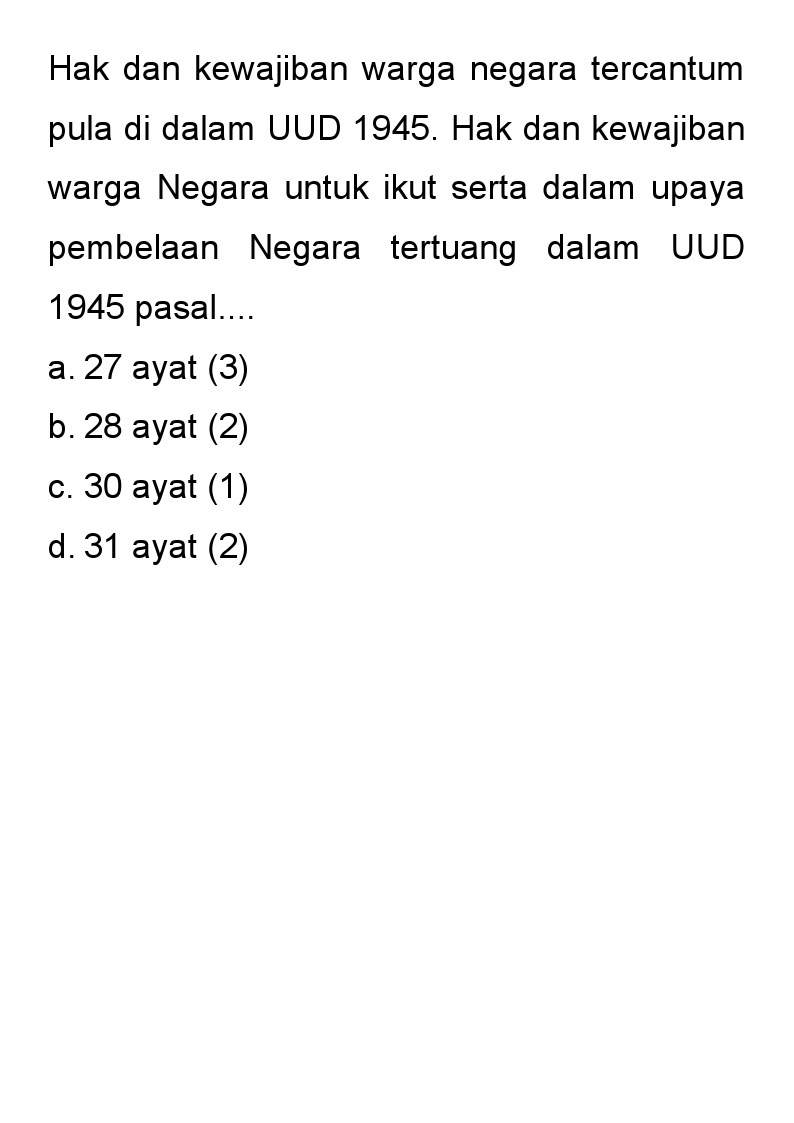 Hak dan kewajiban warga negara tercantum
pula di dalam UUD 1945. Hak dan kewajiban
warga Negara untuk ikut serta dalam upaya
pembelaan Negara tertuang dalam UUD
1945 pasal....
a. 27 ayat (3)
b. 28 ayat (2)
c. 30 ayat (1)
d. 31 ayat (2)